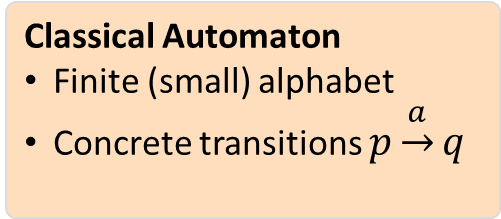 Classical Automaton
• Finite (small) alphabet
a
• Concrete transitions p → q